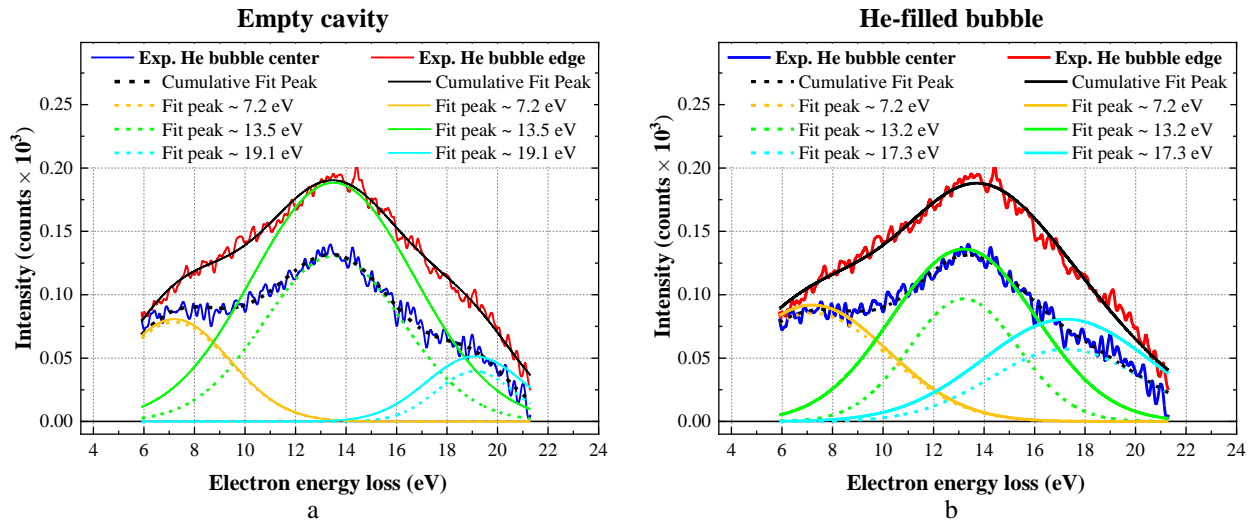 Empty cavity
Exp. He bubble center
Exp. He bubble edge
Cumulative Fit Peak
Cumulative Fit Peak
Fit peak ~ 7.2 eV
Fit peak ~ 7.2 eV
Fit peak ~ 13.5 eV
Fit peak ~ 13.5 eV
Fit peak ~ 19.1 eV
Fit peak ~ 19.1 eV
Intensity (counts × 10³)
0.25
0.20
0.15
0.10
0.05
0.00
4 6 8 10 12 14 16 18 20 22 24
Electron energy loss (eV)
a
He-filled bubble
Exp. He bubble center
Exp. He bubble edge
Cumulative Fit Peak
Cumulative Fit Peak
Fit peak ~ 7.2 eV
Fit peak ~ 7.2 eV
Fit peak ~ 13.2 eV
Fit peak ~ 13.2 eV
Fit peak ~ 17.3 eV
Fit peak ~ 17.3 eV
Intensity (counts × 10³)
0.25
0.20
0.15
0.10
0.05
0.00
4 6 8 10 12 14 16 18 20 22 24
Electron energy loss (eV)
b